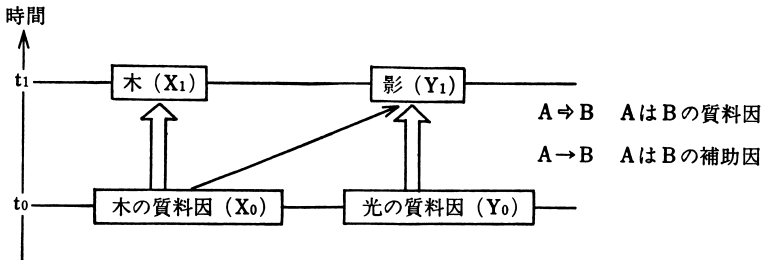 時間
t₁
木（X₁）
影（Y₁）
A⇒B　AはBの質料因
A→B　AはBの補助因
t₀
木の質料因（X₀）
光の質料因（Y₀）